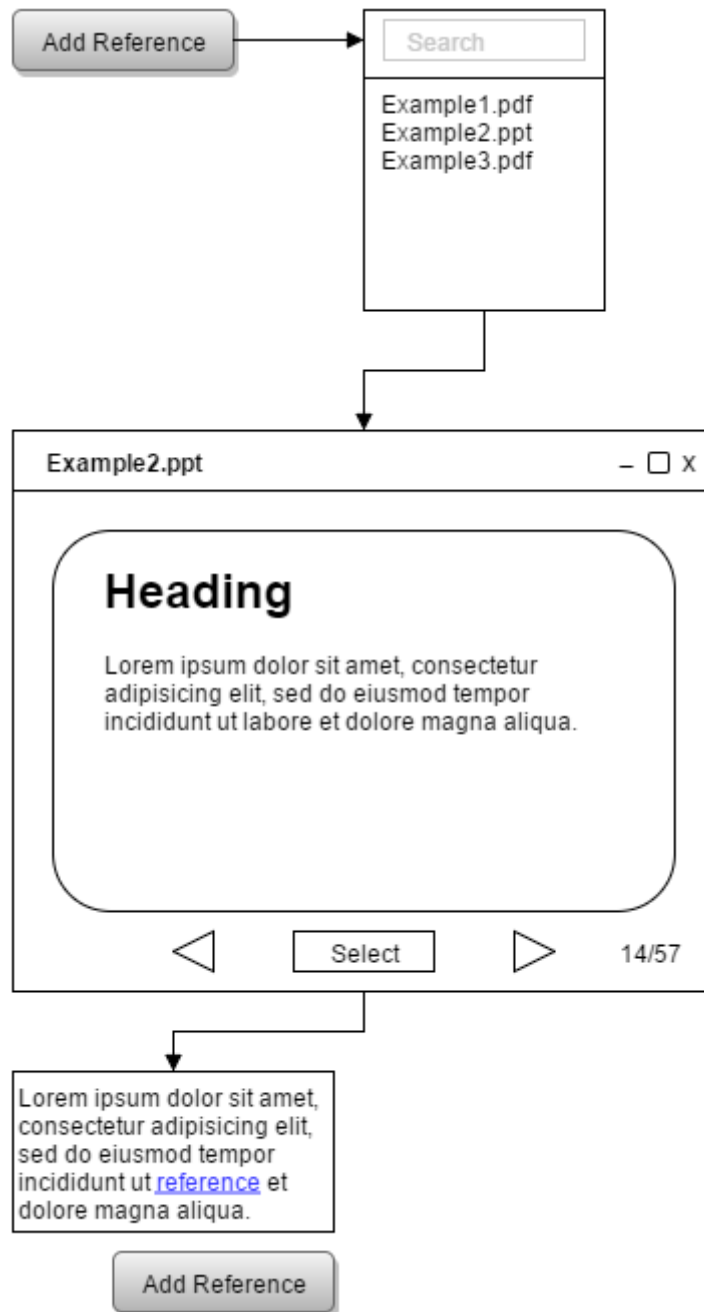 Add Reference
Search
Example1.pdf
Example2.ppt
Example3.pdf
Example2.ppt
X
Heading
Lorem ipsum dolor sit amet, consectetur
adipisicing elit, sed do eiusmod tempor
incididunt ut labore et dolore magna aliqua.
Select
14/57
Lorem ipsum dolor sit amet,
consectetur adipisicing elit,
sed do eiusmod tempor
incididunt ut reference et
dolore magna aliqua.
Add Reference